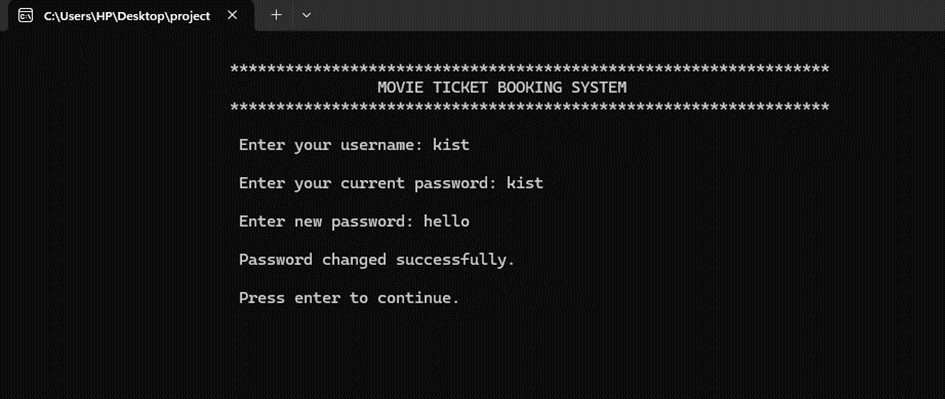 C:\Users\HP\Desktop\project
*****************************************************************
MOVIE TICKET BOOKING SYSTEM
*****************************************************************
Enter your username: kist
Enter your current password: kist
Enter new password: hello
Password changed successfully.
Press enter to continue.